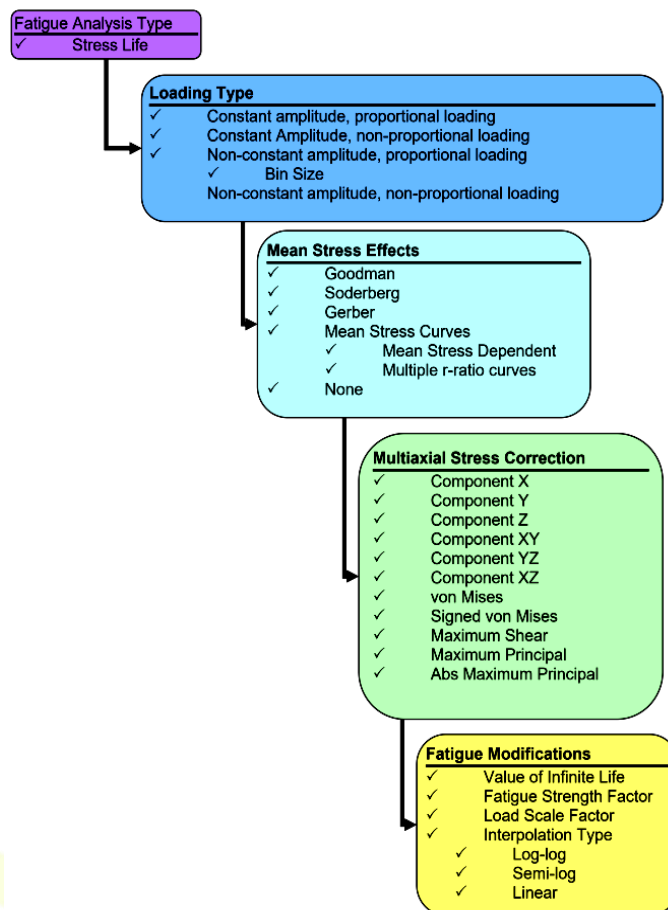 Fatigue Analysis Type
✓ Stress Life
Loading Type
✓ Constant amplitude, proportional loading
✓ Constant Amplitude, non-proportional loading
✓ Non-constant amplitude, proportional loading
✓ Bin Size
Non-constant amplitude, non-proportional loading
Mean Stress Effects
✓ Goodman
✓ Soderberg
✓ Gerber
✓ Mean Stress Curves
✓ Mean Stress Dependent
✓ Multiple r-ratio curves
✓ None
Multiaxial Stress Correction
✓ Component X
✓ Component Y
✓ Component Z
✓ Component XY
✓ Component YZ
✓ Component XZ
✓ von Mises
✓ Signed von Mises
✓ Maximum Shear
✓ Maximum Principal
✓ Abs Maximum Principal
Fatigue Modifications
✓ Value of Infinite Life
✓ Fatigue Strength Factor
✓ Load Scale Factor
✓ Interpolation Type
✓ Log-log
✓ Semi-log
✓ Linear